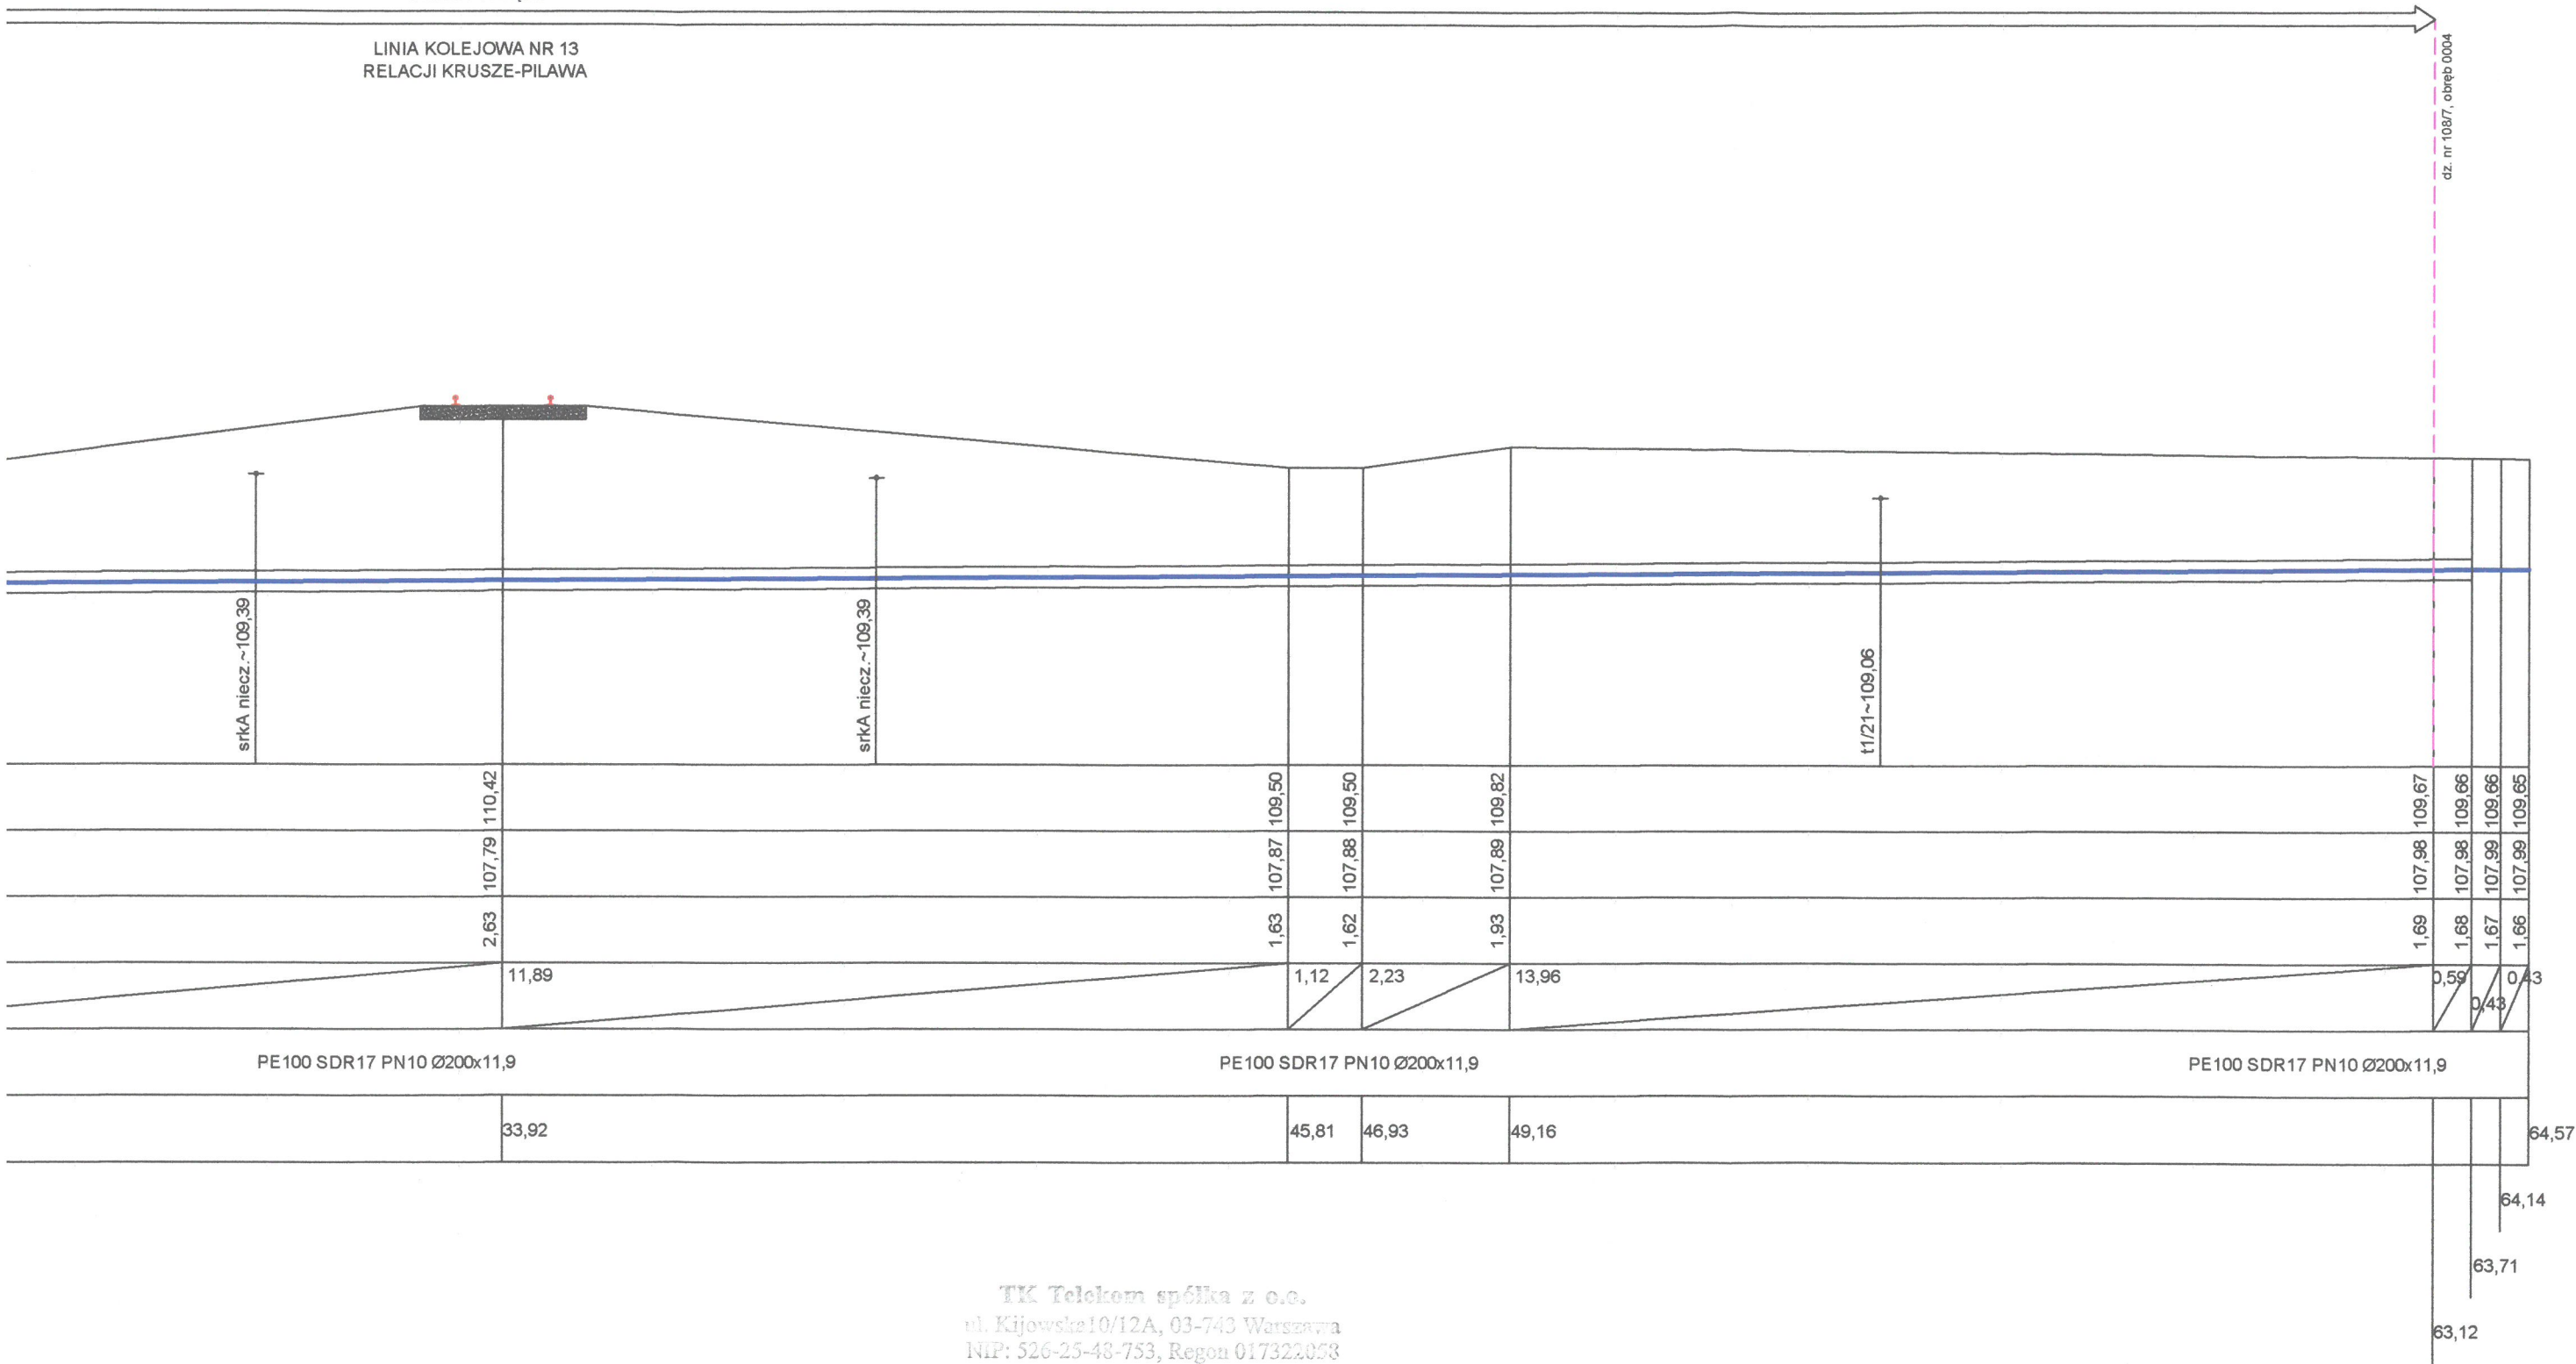 LINIA KOLEJOWA NR 13
RELACJI KRUSZE-PILAWA
dz. nr 108/7, obręb 0004
srkA niecz.~109,39
srkA niecz.~109,39
t1/21~109,06
110,42 109,50 109,50 109,82 109,67 109,66 109,66 109,65
107,79 107,87 107,88 107,89 107,98 107,98 107,99 107,99
2,63 1,63 1,62 1,93 1,69 1,68 1,67 1,66
11,89 1,12 2,23 13,96 0,59 0,43 0,43
PE100 SDR17 PN10 Ø200x11,9 PE100 SDR17 PN10 Ø200x11,9 PE100 SDR17 PN10 Ø200x11,9
33,92 45,81 46,93 49,16 64,57
64,14
63,71
63,12
TK Telekom spółka z o.o.
ul. Kijowska10/12A, 03-743 Warszawa
NIP: 526-25-48-753, Regon 017322058